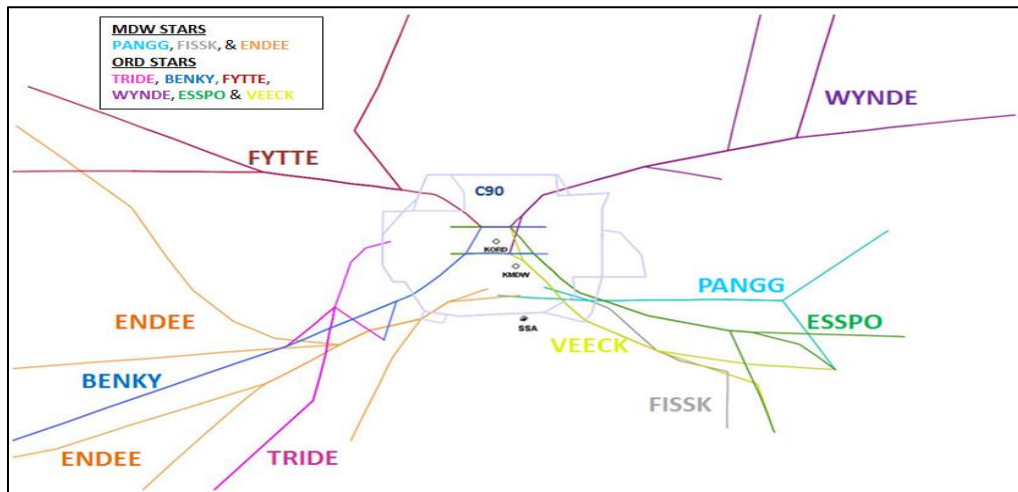 MDW STARS
PANGG, FISSK, & ENDEE
ORD STARS
TRIDE, BENKY, FYTTE,
WYNDE, ESSPO & VEECK
WYNDE
FYTTE
C90
KORD
KMDW
PANGG
ENDEE
SSA
ESSPO
VEECK
BENKY
FISSK
ENDEE
TRIDE